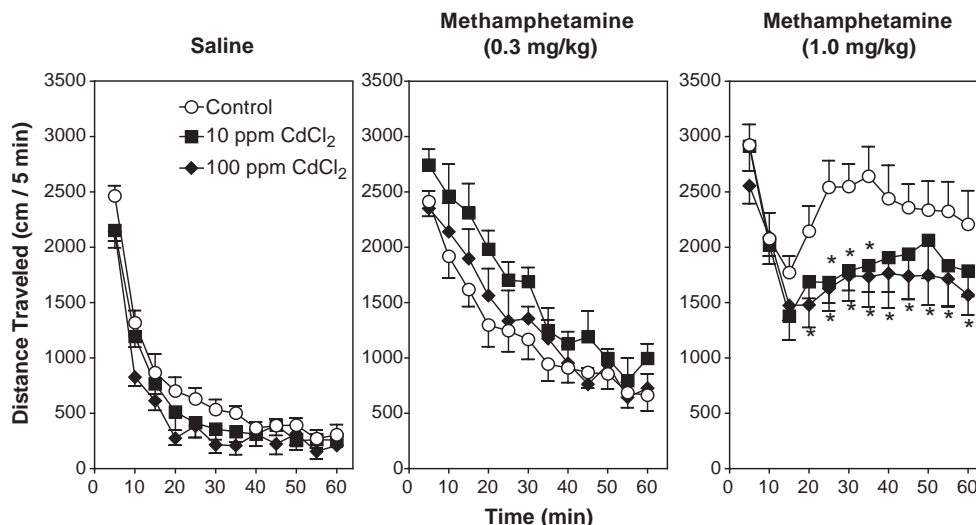 Saline
Methamphetamine
(0.3 mg/kg)
Methamphetamine
(1.0 mg/kg)
Distance Traveled (cm / 5 min)
3500
3000
2500
2000
1500
1000
500
0
0 10 20 30 40 50 60
Control
10 ppm CdCl2
100 ppm CdCl2
3500
3000
2500
2000
1500
1000
500
0
0 10 20 30 40 50 60
3500
3000
2500
2000
1500
1000
500
0
0 10 20 30 40 50 60
* * *
* * * * * * * * *
Time (min)